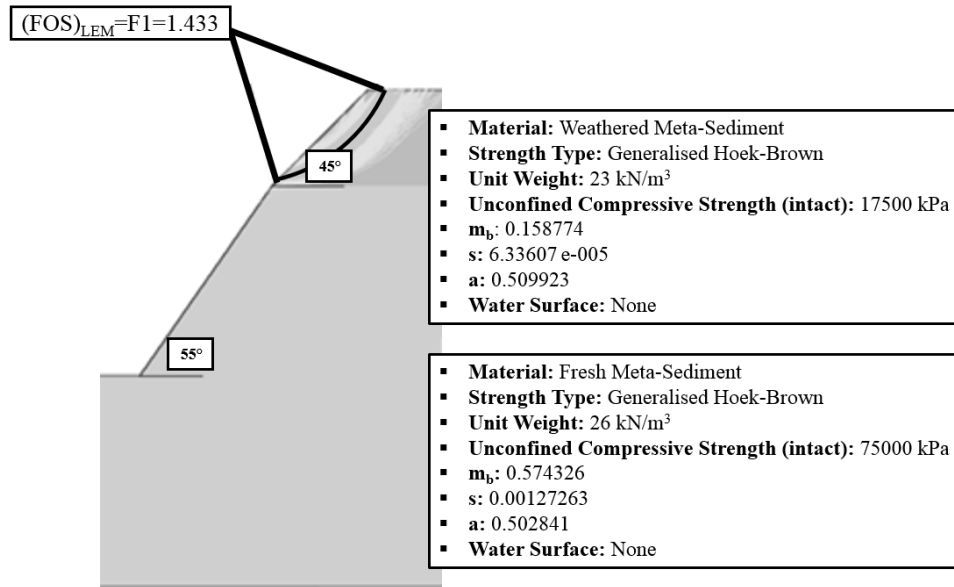 (FOS)LEM=F1=1.433
45°
▪ Material: Weathered Meta-Sediment
▪ Strength Type: Generalised Hoek-Brown
▪ Unit Weight: 23 kN/m³
▪ Unconfined Compressive Strength (intact): 17500 kPa
▪ mb: 0.158774
▪ s: 6.33607 e-005
▪ a: 0.509923
▪ Water Surface: None
55°
▪ Material: Fresh Meta-Sediment
▪ Strength Type: Generalised Hoek-Brown
▪ Unit Weight: 26 kN/m³
▪ Unconfined Compressive Strength (intact): 75000 kPa
▪ mb: 0.574326
▪ s: 0.00127263
▪ a: 0.502841
▪ Water Surface: None